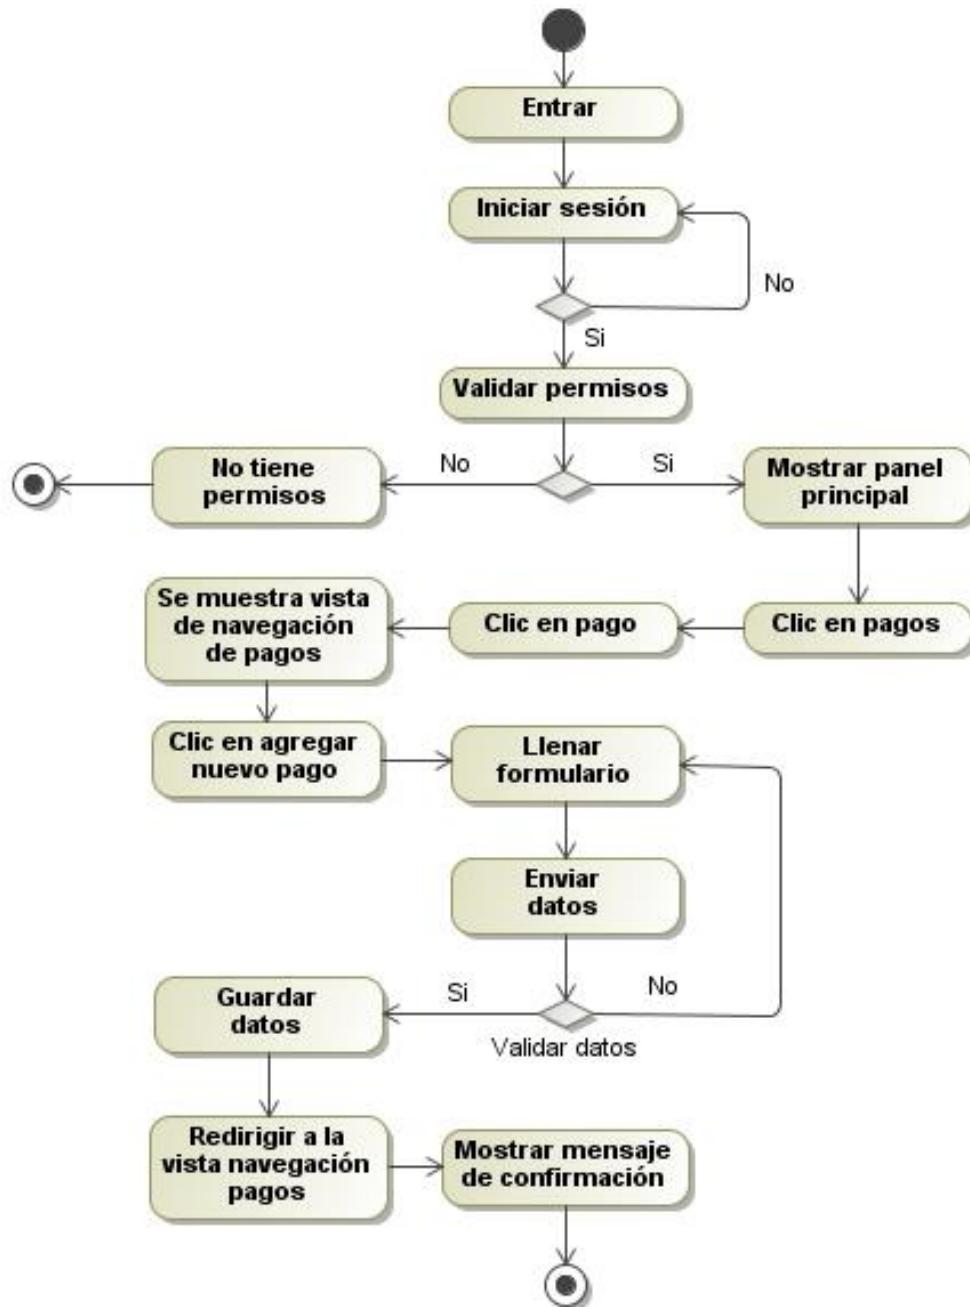 Entrar
Iniciar sesión
No
Si
Validar permisos
No tiene
permisos
No
Si
Mostrar panel
principal
Se muestra vista
de navegación
de pagos
Clic en pago
Clic en pagos
Clic en agregar
nuevo pago
Llenar
formulario
Enviar
datos
Guardar
datos
Si
No
Validar datos
Redirigir a la
vista navegación
pagos
Mostrar mensaje
de confirmación